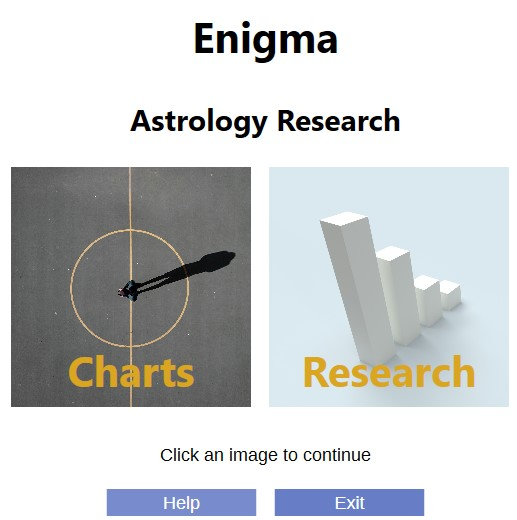 Enigma
Astrology Research
Charts
Research
Click an image to continue
Help
Exit